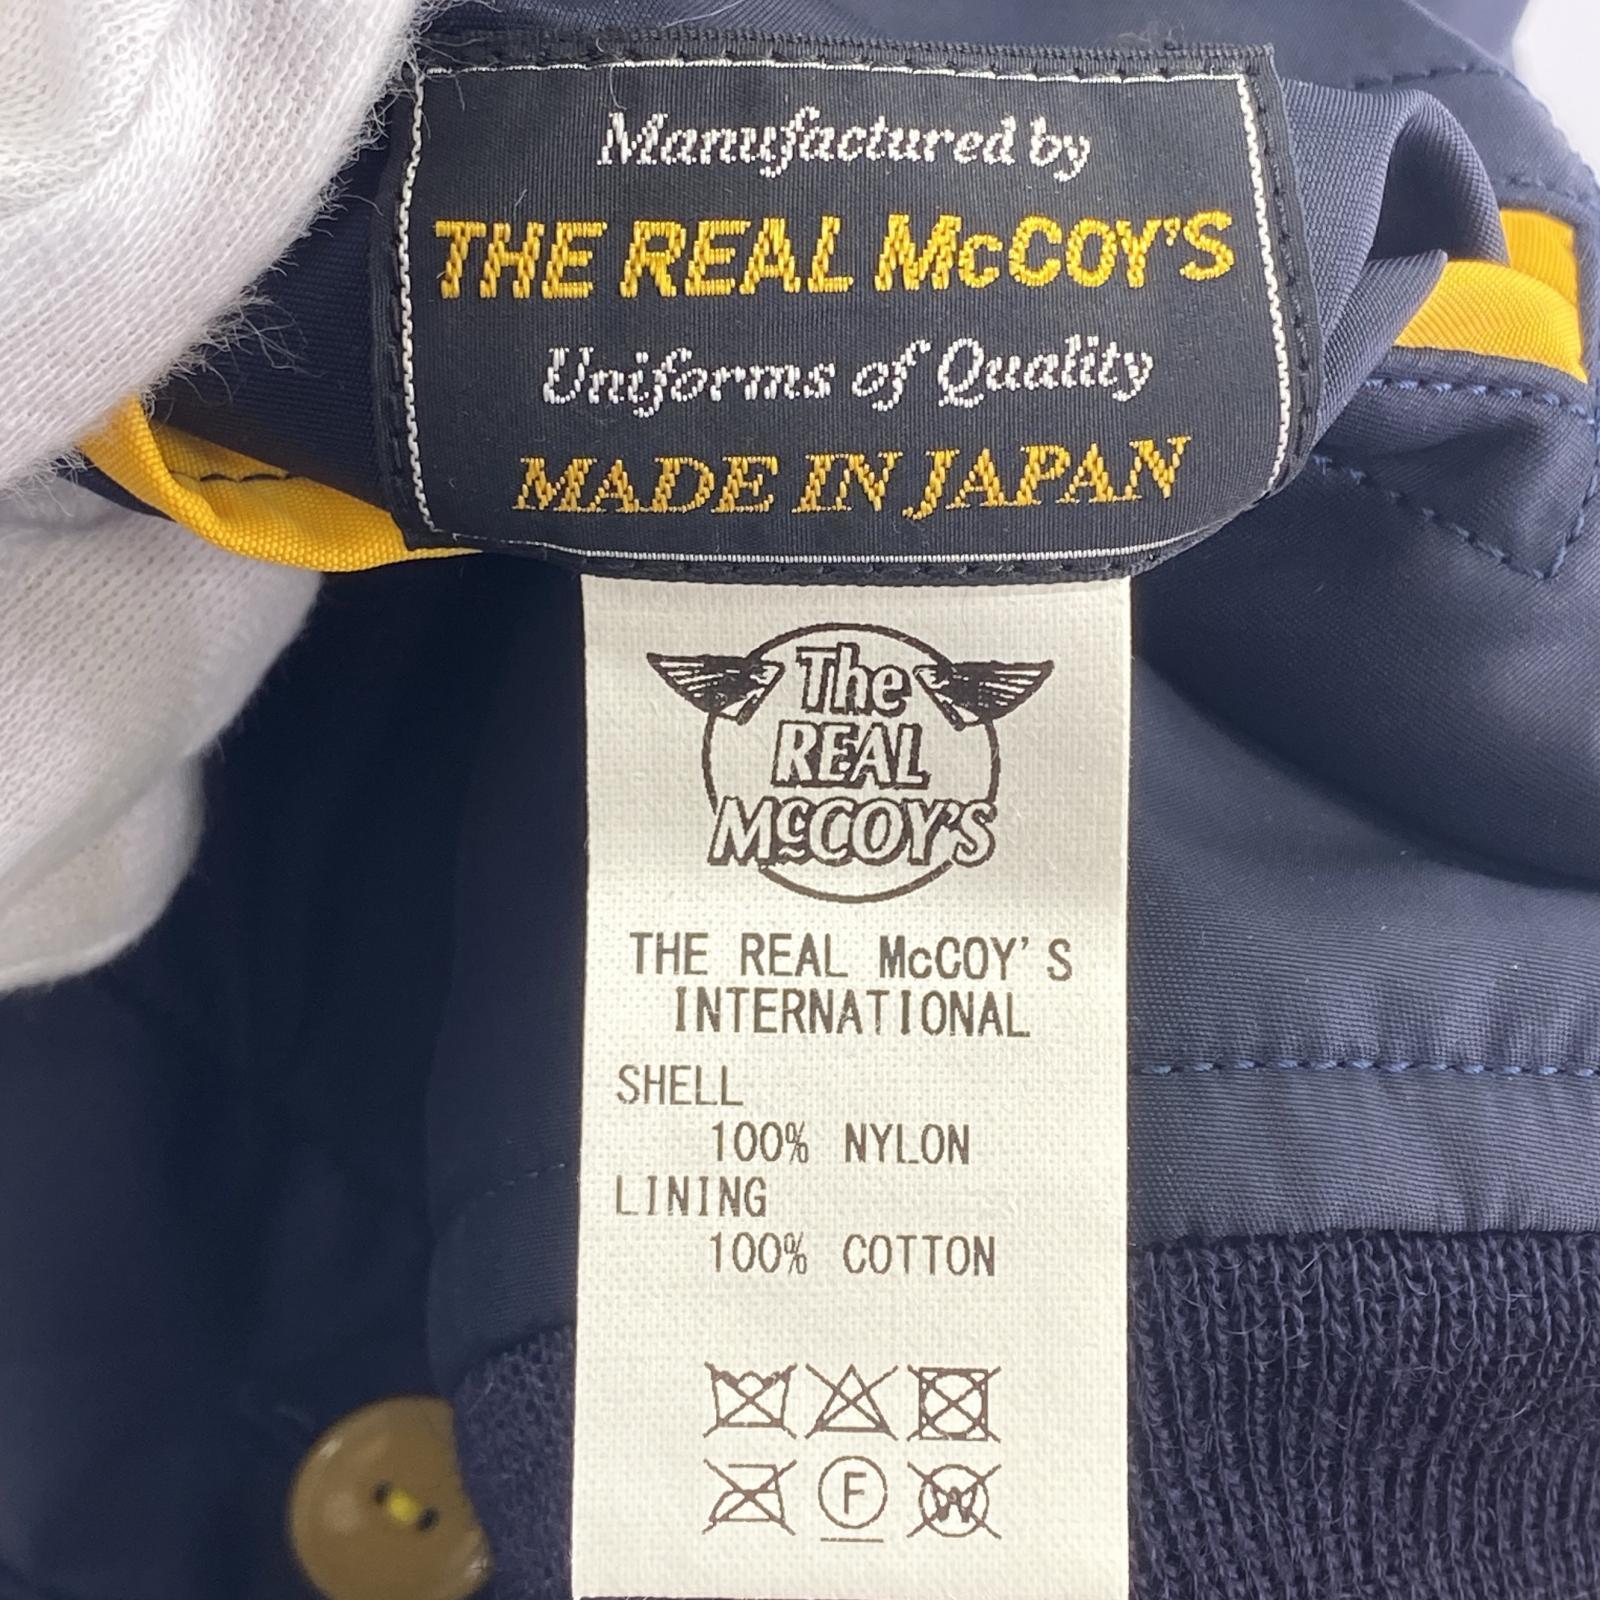 Manufactured by
THE REAL McCOY'S
Uniforms of Quality
MADE IN JAPAN
The
REAL
McCOY'S
THE REAL McCOY'S
INTERNATIONAL
SHELL
100% NYLON
LINING
100% COTTON
F
W